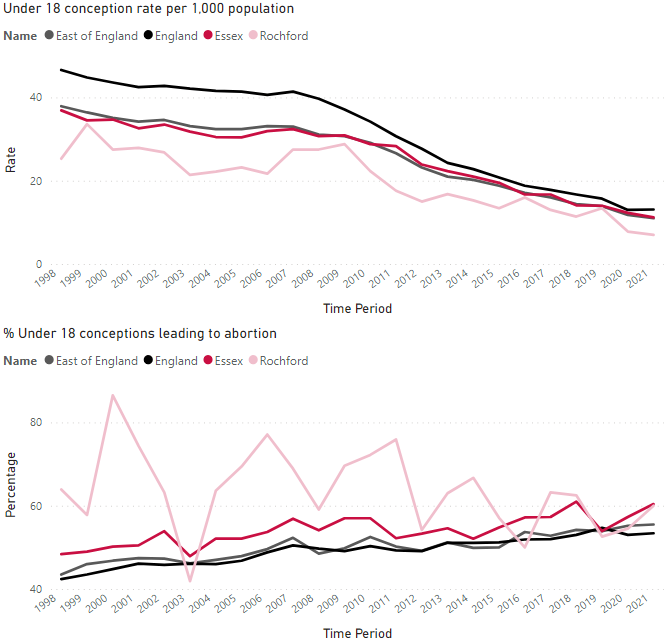 Under 18 conception rate per 1,000 population
Name East of England England Essex Rochford
40
20
0
Rate
1998 1999 2000 2001 2002 2003 2004 2005 2006 2007 2008 2009 2010 2011 2012 2013 2014 2015 2016 2017 2018 2019 2020 2021
Time Period
% Under 18 conceptions leading to abortion
Name East of England England Essex Rochford
80
60
40
Percentage
1998 1999 2000 2001 2002 2003 2004 2005 2006 2007 2008 2009 2010 2011 2012 2013 2014 2015 2016 2017 2018 2019 2020 2021
Time Period